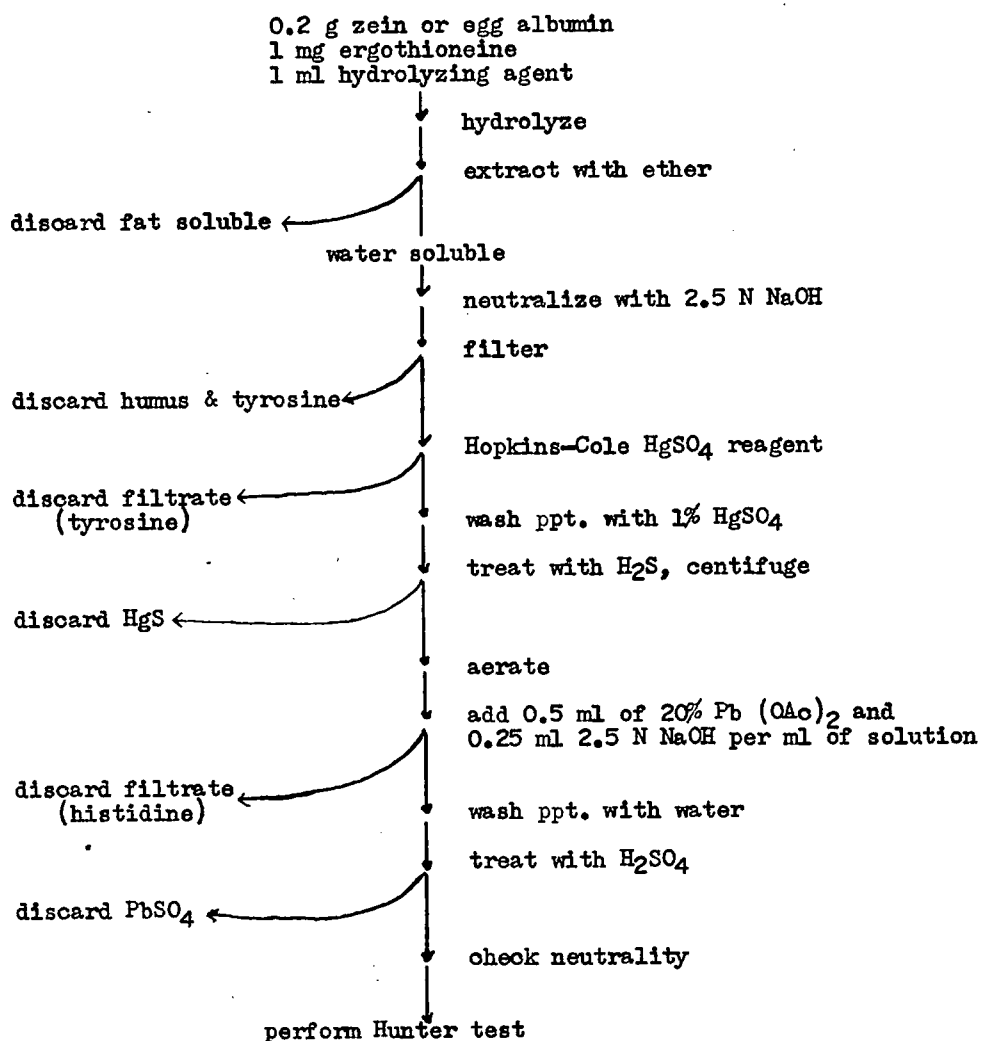 0.2 g zein or egg albumin
1 mg ergothioneine
1 ml hydrolyzing agent
hydrolyze
extract with ether
discard fat soluble
water soluble
neutralize with 2.5 N NaOH
filter
discard humus & tyrosine
Hopkins-Cole HgSO4 reagent
discard filtrate
(tyrosine)
wash ppt. with 1% HgSO4
treat with H2S, centifuge
discard HgS
aerate
add 0.5 ml of 20% Pb (OAc)2 and
0.25 ml 2.5 N NaOH per ml of solution
discard filtrate
(histidine)
wash ppt. with water
treat with H2SO4
discard PbSO4
check neutrality
perform Hunter test